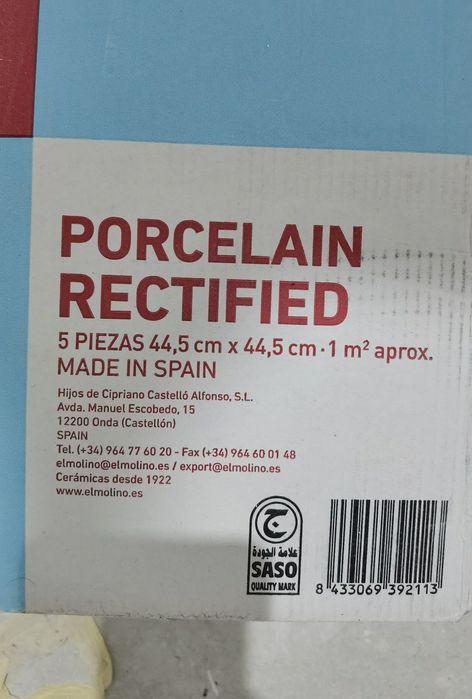 PORCELAIN
RECTIFIED
5 PIEZAS 44,5 cm x 44,5 cm · 1 m² aprox.
MADE IN SPAIN
Hijos de Cipriano Castelló Alfonso, S.L.
Avda. Manuel Escobedo, 15
12200 Onda (Castellón)
SPAIN
Tel. (+34) 964 77 60 20 - Fax (+34) 964 60 01 48
elmolino@elmolino.es / export@elmolino.es
Cerámicas desde 1922
www.elmolino.es
علامة الجودة
SASO
QUALITY MARK
8 433069 392113